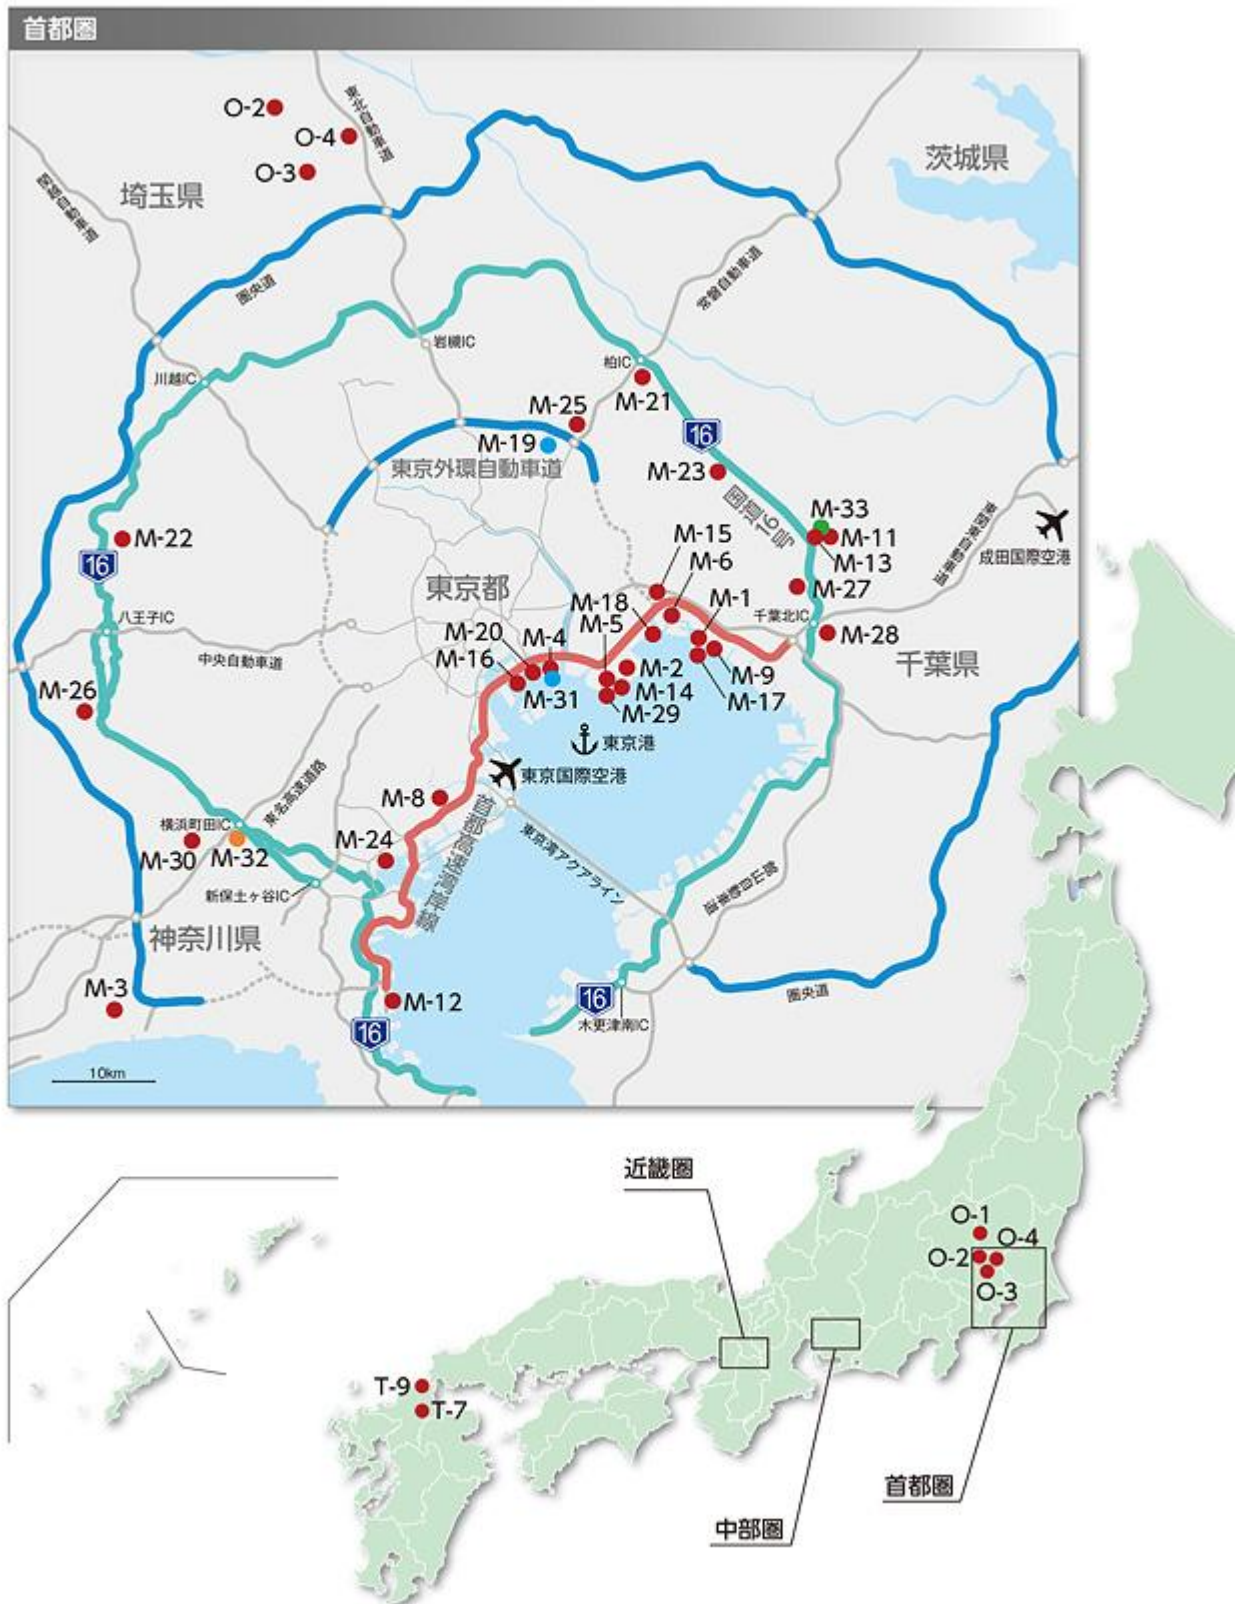 首都圏
O-2
O-4
O-3
東北自動車道
茨城県
埼玉県
関越自動車道
圏央道
常磐自動車道
岩槻IC
川越IC
柏IC
M-21
M-25
M-19
16
東京外環自動車道
M-23
国道16号
M-33
M-11
M-13
M-22
16
M-15
M-6
東関東自動車道
成田国際空港
東京都
M-27
M-18
M-1
千葉北IC
八王子IC
M-5
M-28
M-20
M-4
中央自動車道
M-16
M-2
M-9
千葉県
M-26
M-31
M-14
M-17
M-29
東京港
東京国際空港
東名高速道路
M-8
首都高速湾岸線
横浜町田IC
M-30
M-32
M-24
東京湾アクアライン
館山自動車道
新保土ヶ谷IC
神奈川県
M-3
M-12
16
圏央道
木更津南IC
16
10km
近畿圏
O-1
O-4
O-2
O-3
T-9
T-7
首都圏
中部圏